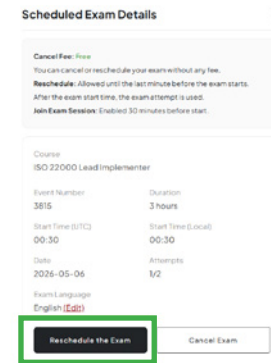 Scheduled Exam Details
Cancel Fee: Free
You can cancel or reschedule your exam without any fee.
Reschedule: Allowed until the last minute before the exam starts.
After the exam start time, the exam attempt is used.
Join Exam Session: Enabled 30 minutes before start.
Course
ISO 22000 Lead Implementer
Event Number Duration
3815 3 hours
Start Time (UTC) Start Time (Local)
00:30 00:30
Date Attempts
2026-05-06 1/2
Exam Language
English (Edit)
Reschedule the Exam Cancel Exam